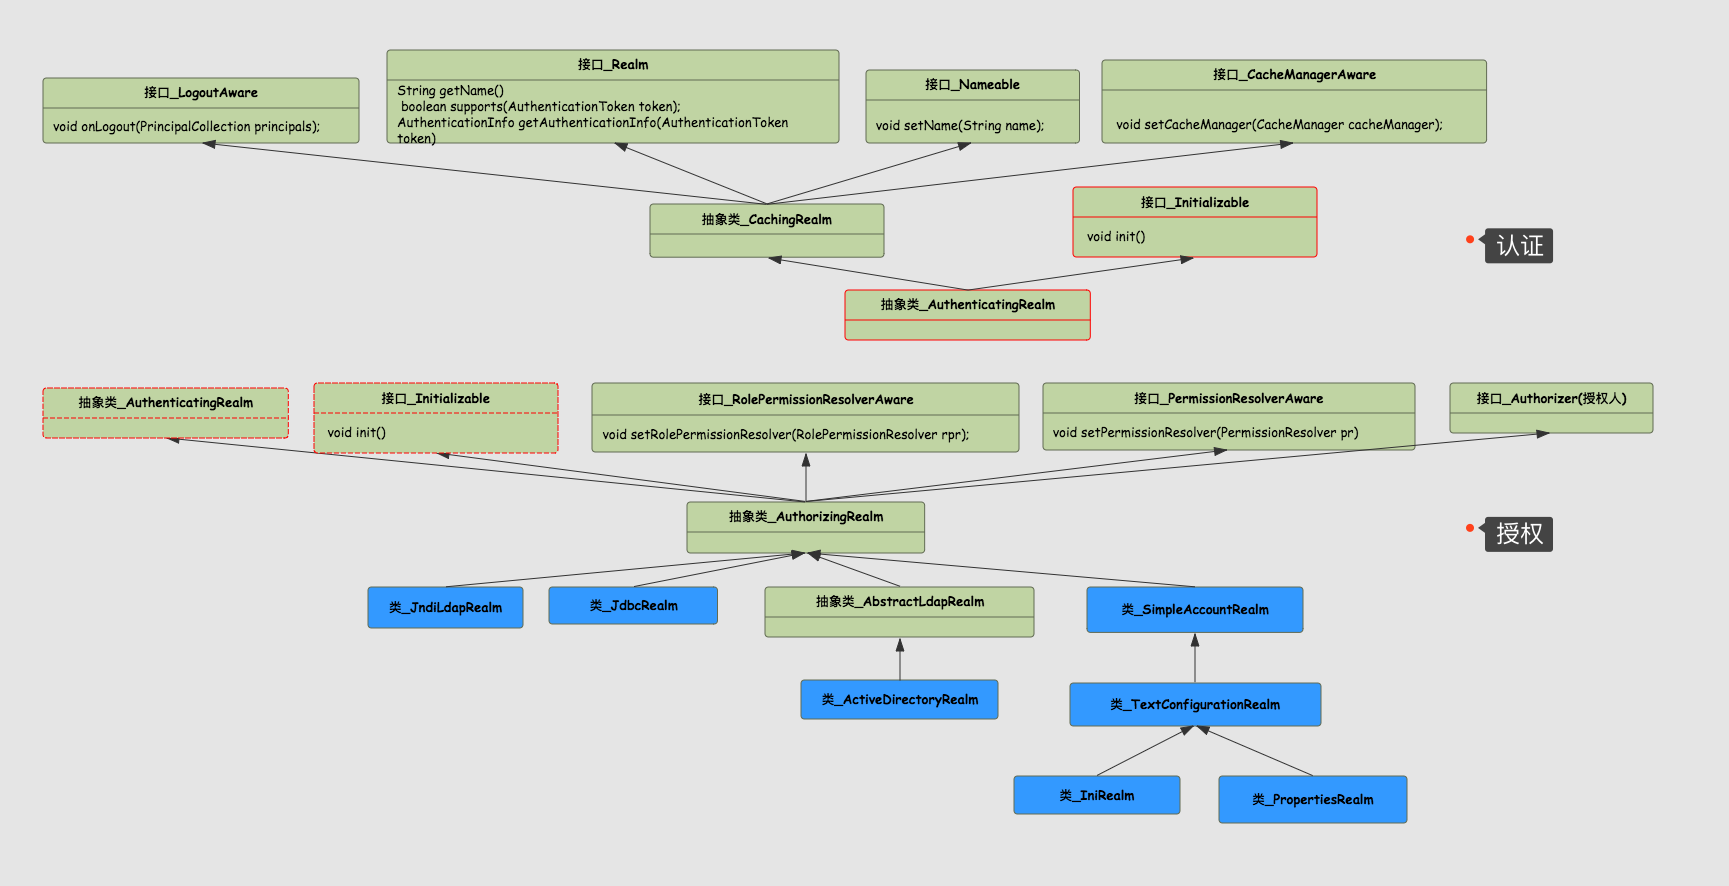 接口_LogoutAware
void onLogout(PrincipalCollection principals);
接口_Realm
String getName()
boolean supports(AuthenticationToken token);
AuthenticationInfo getAuthenticationInfo(AuthenticationToken
token)
接口_Nameable
void setName(String name);
接口_CacheManagerAware
void setCacheManager(CacheManager cacheManager);
抽象类_CachingRealm
接口_Initializable
void init()
认证
抽象类_AuthenticatingRealm
抽象类_AuthenticatingRealm
接口_Initializable
void init()
接口_RolePermissionResolverAware
void setRolePermissionResolver(RolePermissionResolver rpr);
接口_PermissionResolverAware
void setPermissionResolver(PermissionResolver pr)
接口_Authorizer(授权人)
抽象类_AuthorizingRealm
授权
类_JndiLdapRealm
类_JdbcRealm
抽象类_AbstractLdapRealm
类_SimpleAccountRealm
类_ActiveDirectoryRealm
类_TextConfigurationRealm
类_IniRealm
类_PropertiesRealm